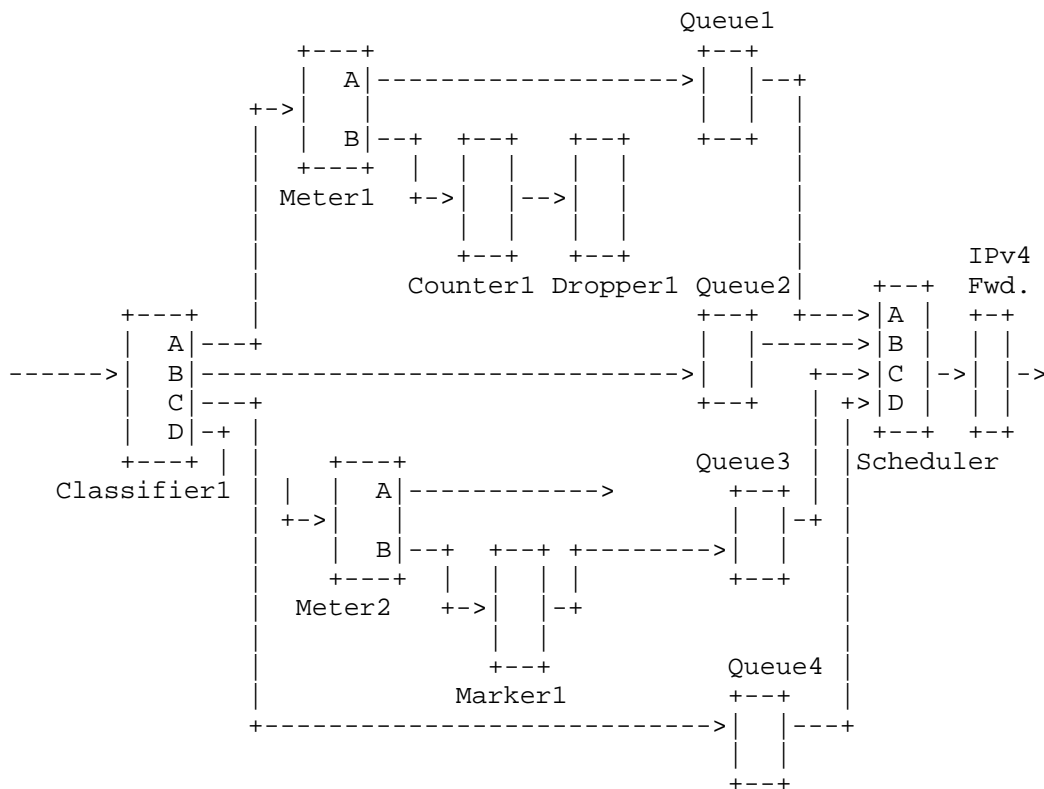 Queue1
A
B
Meter1
Counter1 Dropper1 Queue2
IPv4
Fwd.
A
B
C
D
A
B
C
D
Classifier1
Queue3
Scheduler
A
B
Meter2
Queue4
Marker1